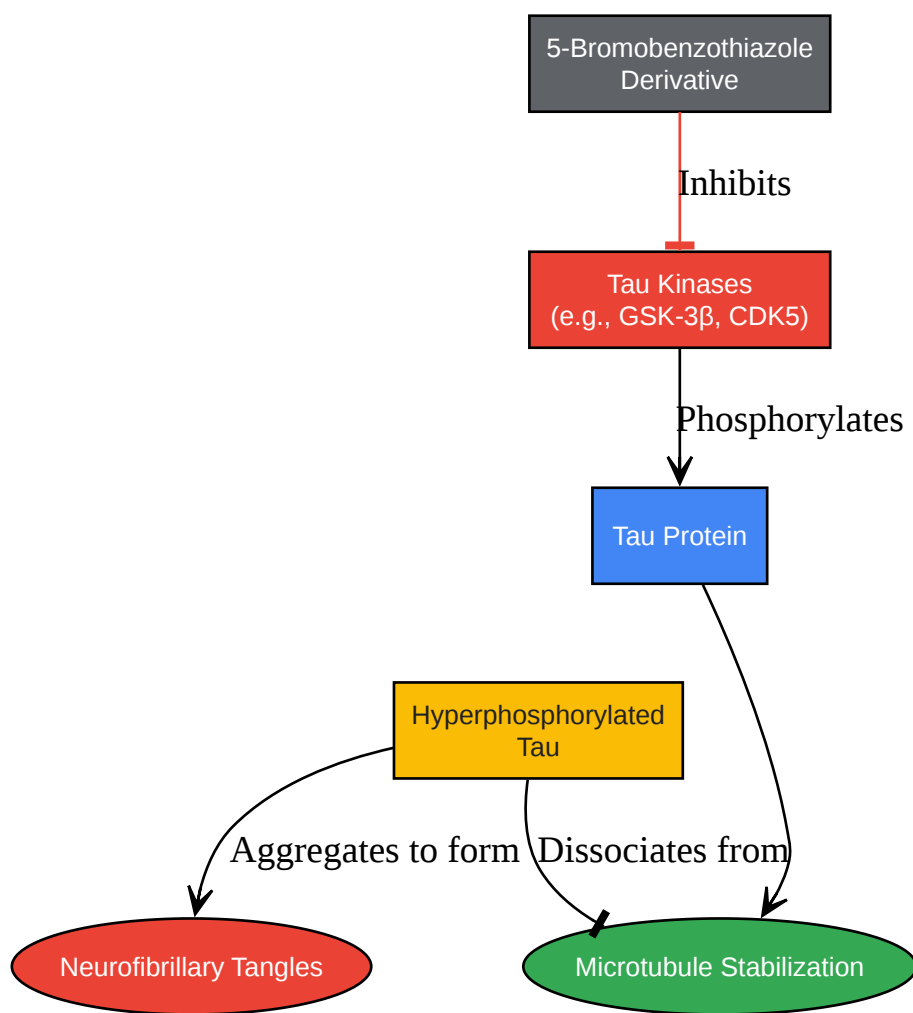 5-Bromobenzothiazole
Derivative
Inhibits
Tau Kinases
(e.g., GSK-3β, CDK5)
Phosphorylates
Tau Protein
Hyperphosphorylated
Tau
Aggregates to form
Dissociates from
Neurofibrillary Tangles
Microtubule Stabilization